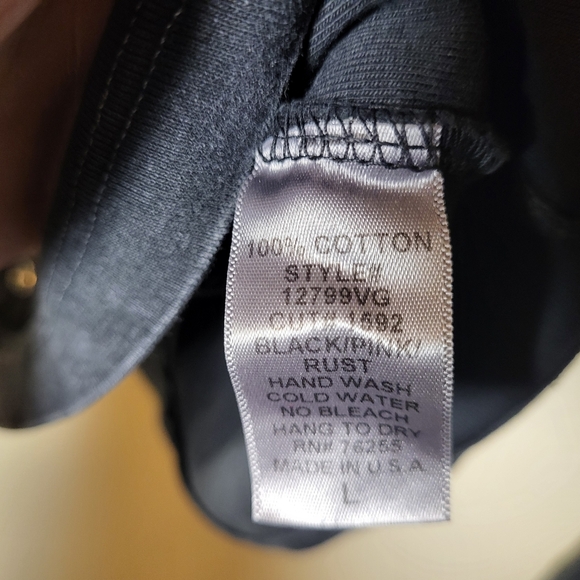 100% COTTON
STYLE#
12799VG
CUT# 1592
BLACK/PINK/
RUST
HAND WASH
COLD WATER
NO BLEACH
HANG TO DRY
RN# 76255
MADE IN U.S.A
L